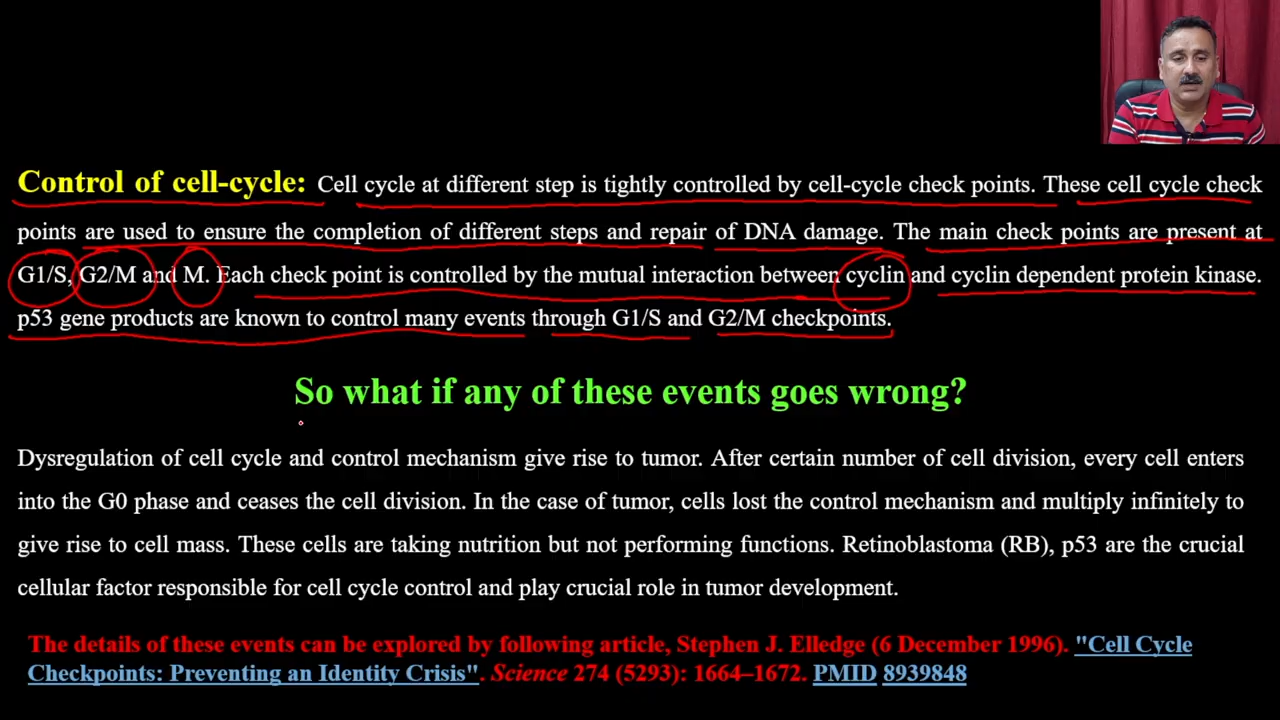 Control of cell-cycle: Cell cycle at different step is tightly controlled by cell-cycle check points. These cell cycle check
points are used to ensure the completion of different steps and repair of DNA damage. The main check points are present at
G1/S, G2/M and M. Each check point is controlled by the mutual interaction between cyclin and cyclin dependent protein kinase.
p53 gene products are known to control many events through G1/S and G2/M checkpoints.
So what if any of these events goes wrong?
Dysregulation of cell cycle and control mechanism give rise to tumor. After certain number of cell division, every cell enters
into the G0 phase and ceases the cell division. In the case of tumor, cells lost the control mechanism and multiply infinitely to
give rise to cell mass. These cells are taking nutrition but not performing functions. Retinoblastoma (RB), p53 are the crucial
cellular factor responsible for cell cycle control and play crucial role in tumor development.
The details of these events can be explored by following article, Stephen J. Elledge (6 December 1996). "Cell Cycle
Checkpoints: Preventing an Identity Crisis". Science 274 (5293): 1664–1672. PMID 8939848